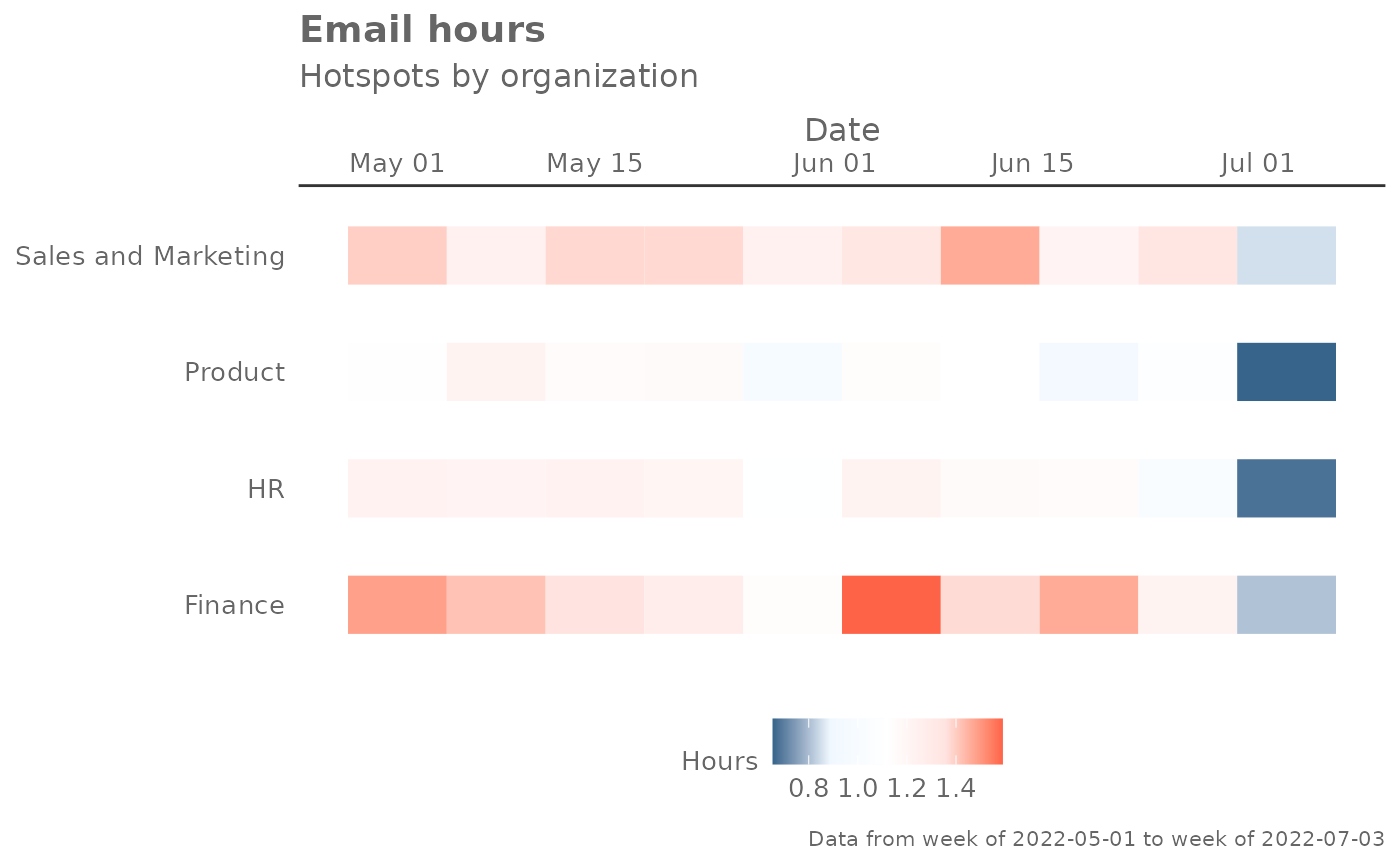 Email hours
Hotspots by organization
Date
May 01 May 15 Jun 01 Jun 15 Jul 01
Sales and Marketing
Product
HR
Finance
Hours
0.8 1.0 1.2 1.4
Data from week of 2022-05-01 to week of 2022-07-03